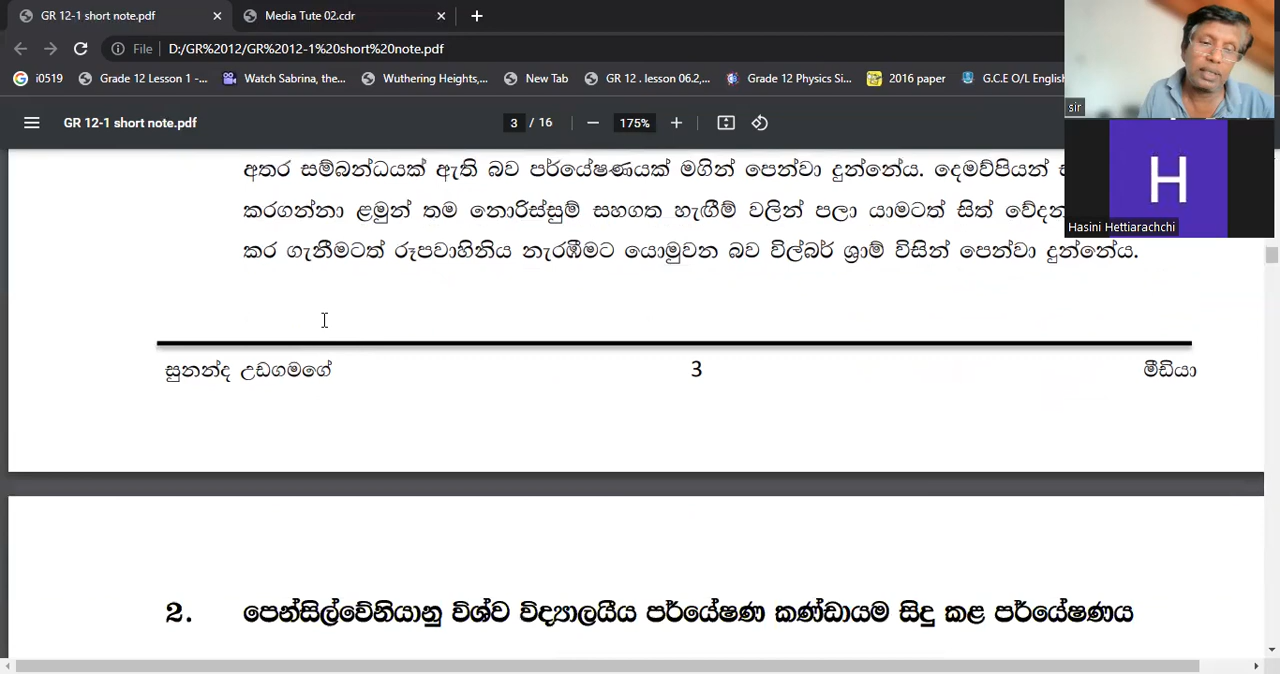 GR 12-1 short note.pdf
Media Tute 02.cdr
File D:/GR%2012/GR%2012-1%20short%20note.pdf
i0519 Grade 12 Lesson 1 -... Watch Sabrina, the... Wuthering Heights,... New Tab GR 12 . lesson 06.2,... Grade 12 Physics Si... 2016 paper G.C.E O/L English
GR 12-1 short note.pdf 3 / 16 175%
sir
අතර සම්බන්ධයක් ඇති බව පර්යේෂණයක් මගින් පෙන්වා දුන්නේය. දෙමව්පියන්
කරගන්නා ළමුන් තම නොරිස්සුම් සහගත හැඟීම් වලින් පලා යාමටත් සිත්
Hasini Hettiarachchi
කර ගැනීමටත් රූපවාහිනිය නැරඹීමට යොමුවන බව විල්බර් ශ්‍රාම් විසින් පෙන්වා දුන්නේය.
H
සුනන්ද උඩගමගේ 3 මීඩියා
2. පෙන්සිල්වේනියානු විශ්ව විද්‍යාලයීය පර්යේෂණ කණ්ඩායම සිදු කළ පර්යේෂණය